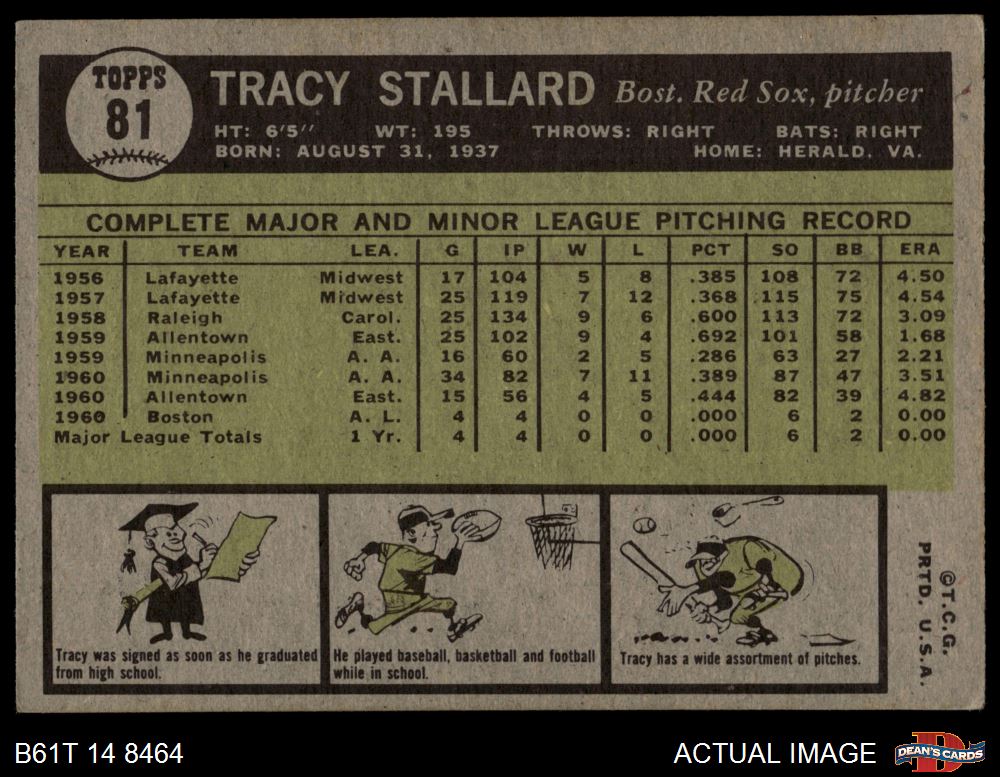 TOPPS
81
TRACY STALLARD Bost. Red Sox, pitcher
HT: 6'5" WT: 195 THROWS: RIGHT BATS: RIGHT
BORN: AUGUST 31, 1937 HOME: HERALD, VA.
COMPLETE MAJOR AND MINOR LEAGUE PITCHING RECORD
YEAR TEAM LEA. G IP W L PCT SO BB ERA
1956 Lafayette Midwest 17 104 5 8 .385 108 72 4.50
1957 Lafayette Midwest 25 119 7 12 .368 115 75 4.54
1958 Raleigh Carol. 25 134 9 6 .600 113 72 3.09
1959 Allentown East. 25 102 9 4 .692 101 58 1.68
1959 Minneapolis A. A. 16 60 2 5 .286 63 27 2.21
1960 Minneapolis A. A. 34 82 7 11 .389 87 47 3.51
1960 Allentown East. 15 56 4 5 .444 82 39 4.82
1960 Boston A. L. 4 4 0 0 .000 6 2 0.00
Major League Totals 1 Yr. 4 4 0 0 .000 6 2 0.00
Tracy was signed as soon as he graduated
from high school.
He played baseball, basketball and football
while in school.
Tracy has a wide assortment of pitches.
©T.C.G.
PRTD. U.S.A.
B61T 14 8464
ACTUAL IMAGE
D
DEAN'S CARDS